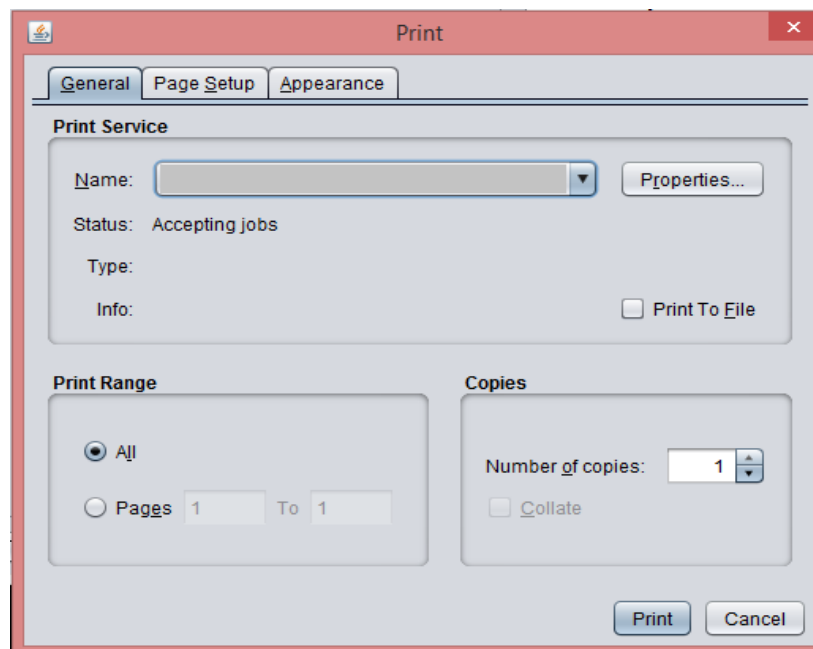 Print
General Page Setup Appearance
Print Service
Name: Properties...
Status: Accepting jobs
Type:
Info: Print To File
Print Range Copies
All
Number of copies: 1
Pages 1 To 1 Collate
Print Cancel